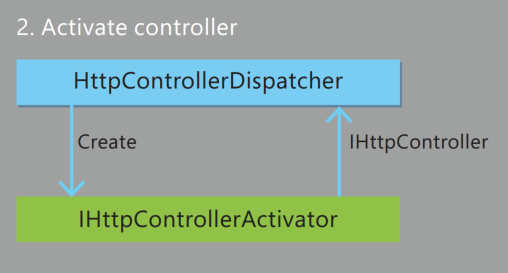 2. Activate controller
HttpControllerDispatcher
Create
IHttpController
IHttpControllerActivator